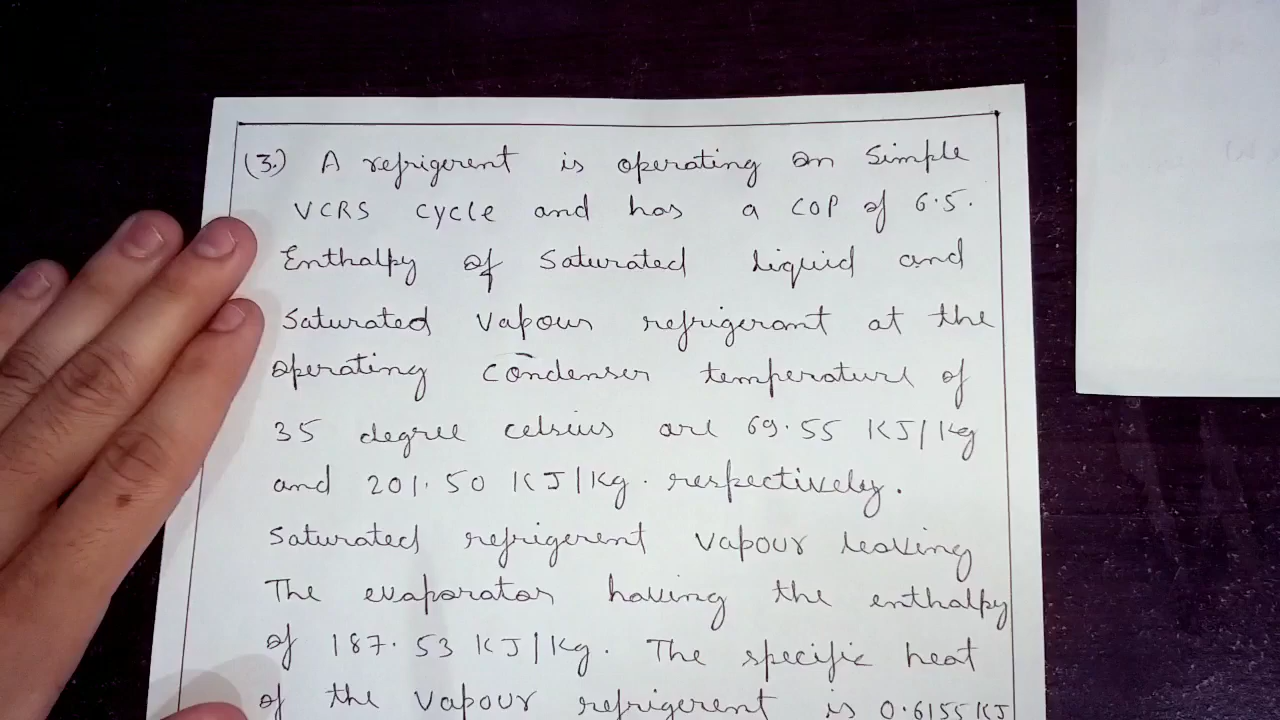 (3.) A refrigerent is operating on simple
VCRS cycle and has a COP of 6.5.
Enthalpy of saturated liquid and
saturated vapour refrigerant at the
operating condenser temperature of
35 degree celsius are 69.55 KJ/Kg
and 201.50 KJ/Kg. respectively.
saturated refrigerent vapour leaving
The evaporator having the enthalpy
of 187.53 KJ/Kg. The specific heat
of the vapour refrigerent is 0.6155 KJ